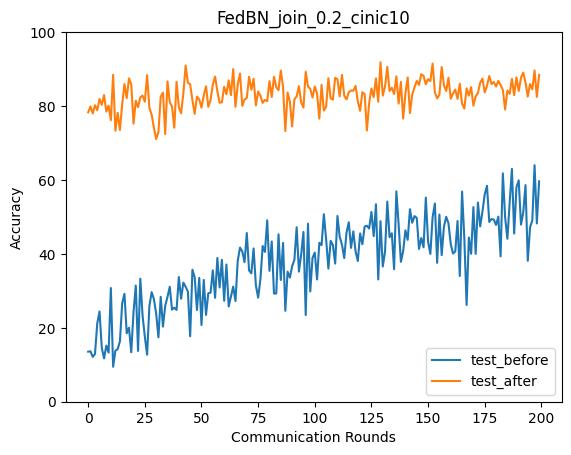 FedBN_join_0.2_cinic10
100
80
60
40
20
0
Accuracy
0 25 50 75 100 125 150 175 200
Communication Rounds
test_before
test_after